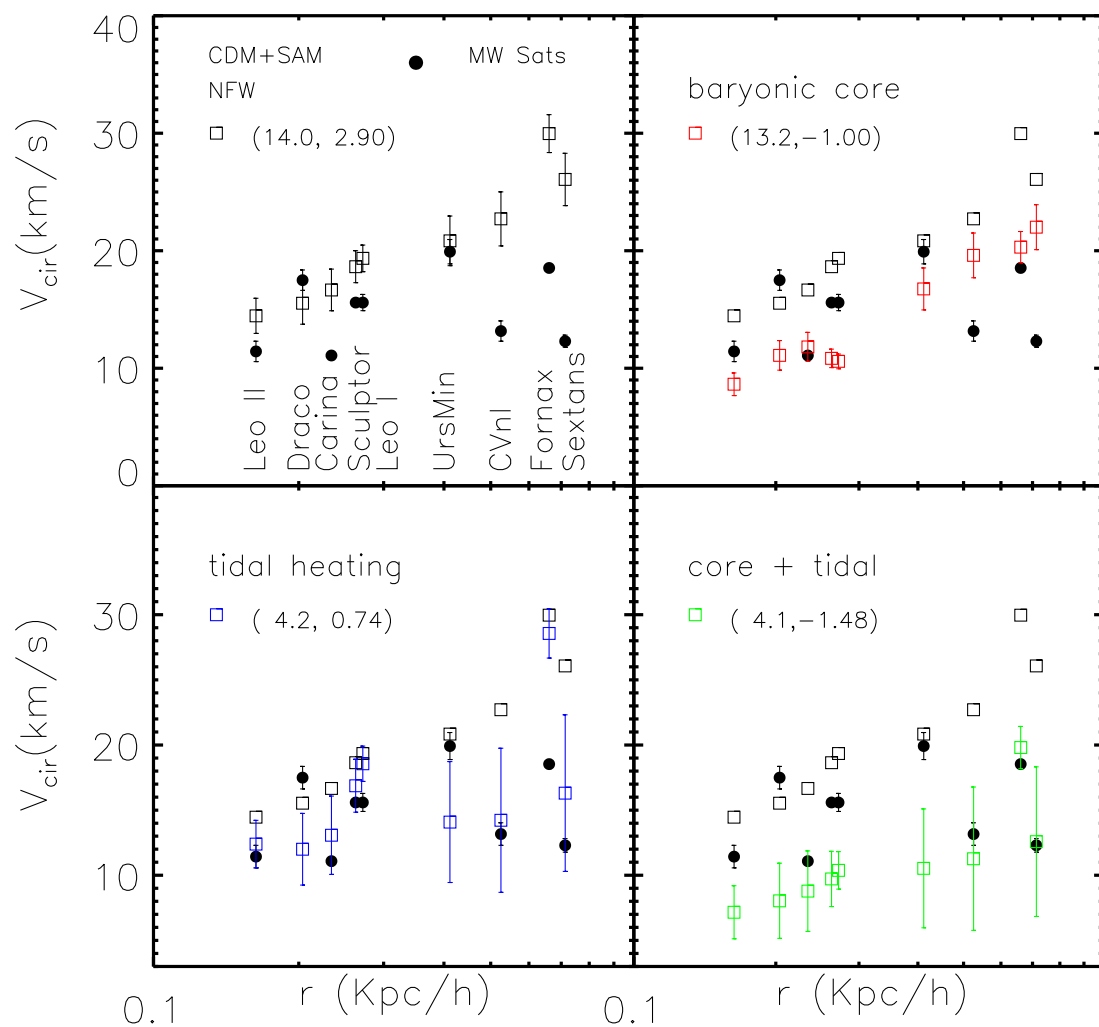 40
30
20
10
0
V_cir(km/s)
CDM+SAM
MW Sats
NFW
(14.0, 2.90)
Leo II
Draco
Carina
Sculptor
Leo I
UrsMin
CVnI
Fornax
Sextans
baryonic core
(13.2,-1.00)
30
20
10
V_cir(km/s)
tidal heating
( 4.2, 0.74)
core + tidal
( 4.1,-1.48)
0.1
r (Kpc/h)
0.1
r (Kpc/h)